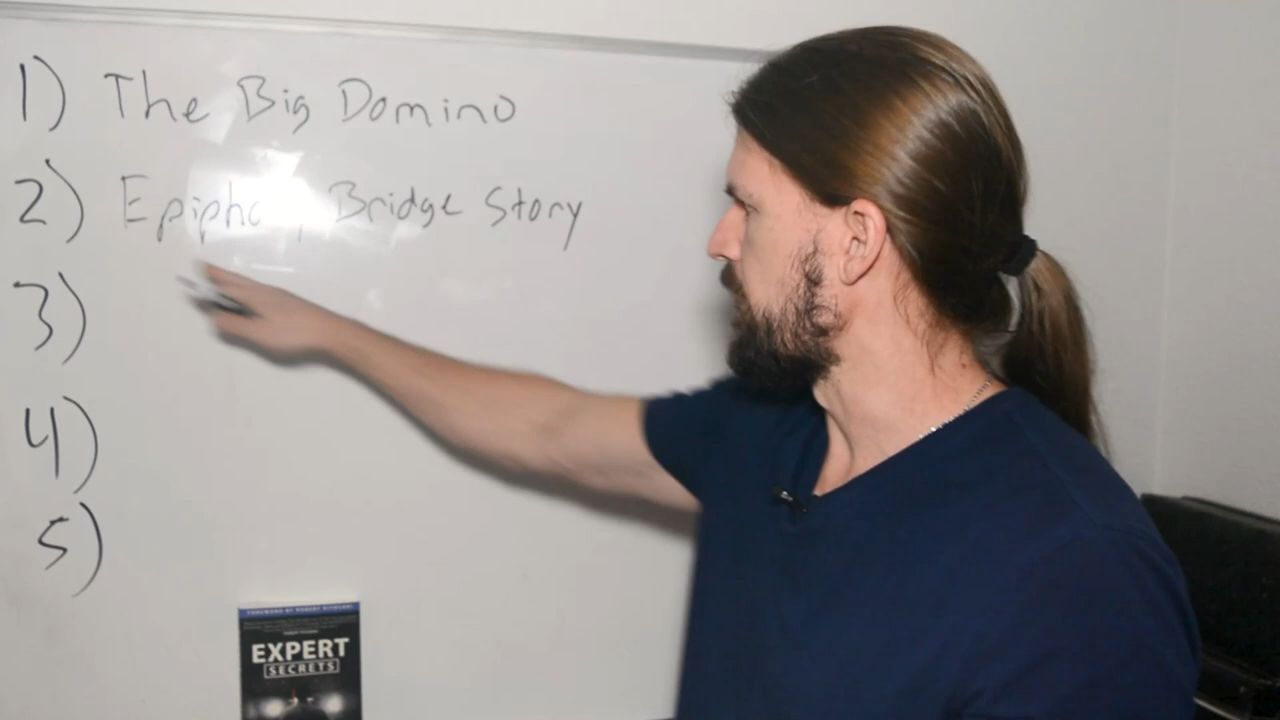 1) The Big Domino
2) Bridge Story
3)
4)
5)
EXPERT
SECRETS